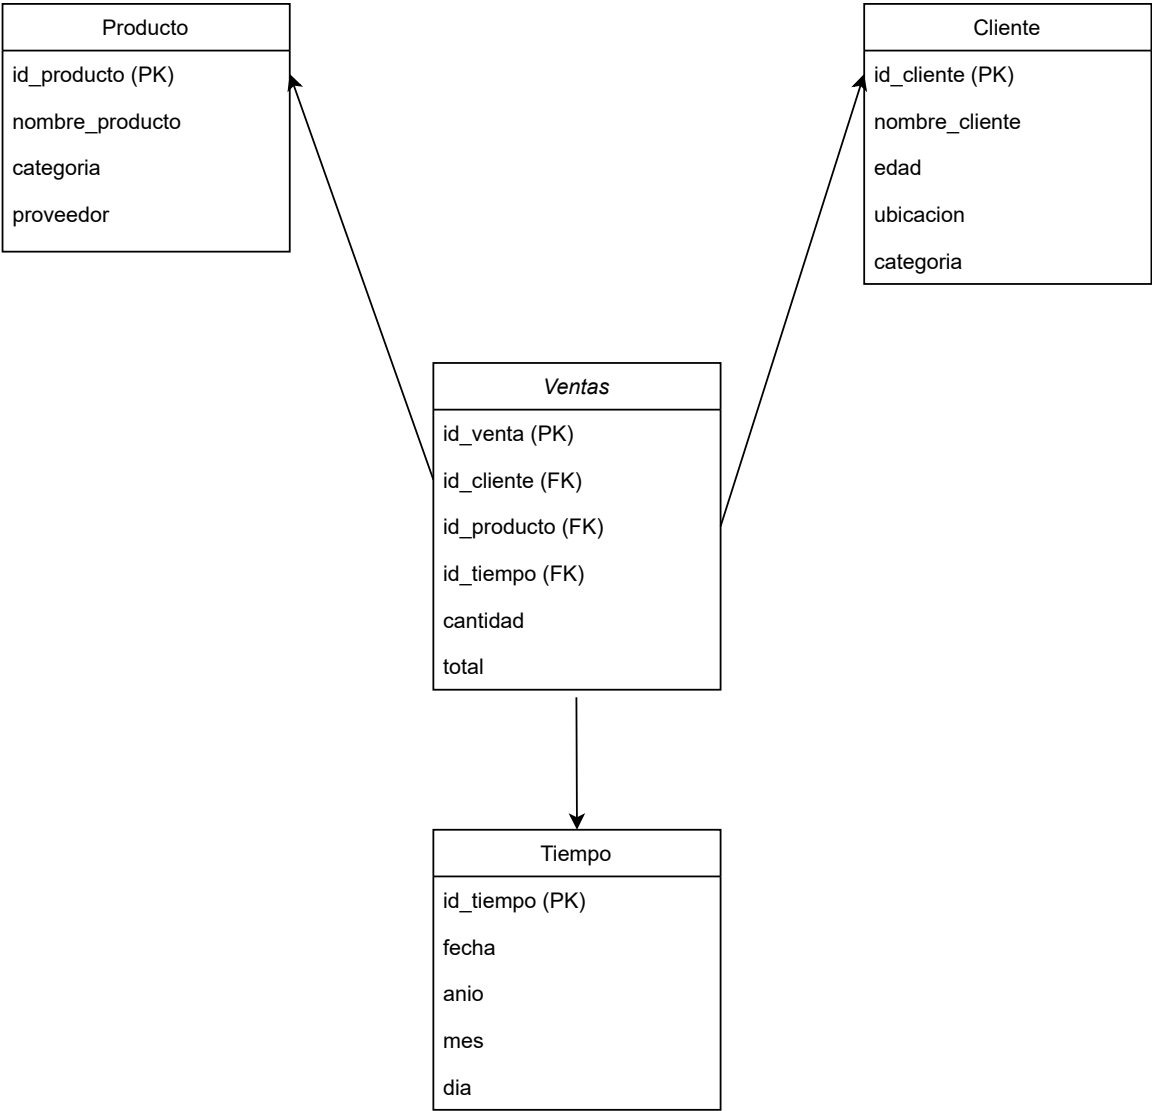 Producto
id_producto (PK)
nombre_producto
categoria
proveedor
Cliente
id_cliente (PK)
nombre_cliente
edad
ubicacion
categoria
Ventas
id_venta (PK)
id_cliente (FK)
id_producto (FK)
id_tiempo (FK)
cantidad
total
Tiempo
id_tiempo (PK)
fecha
anio
mes
dia